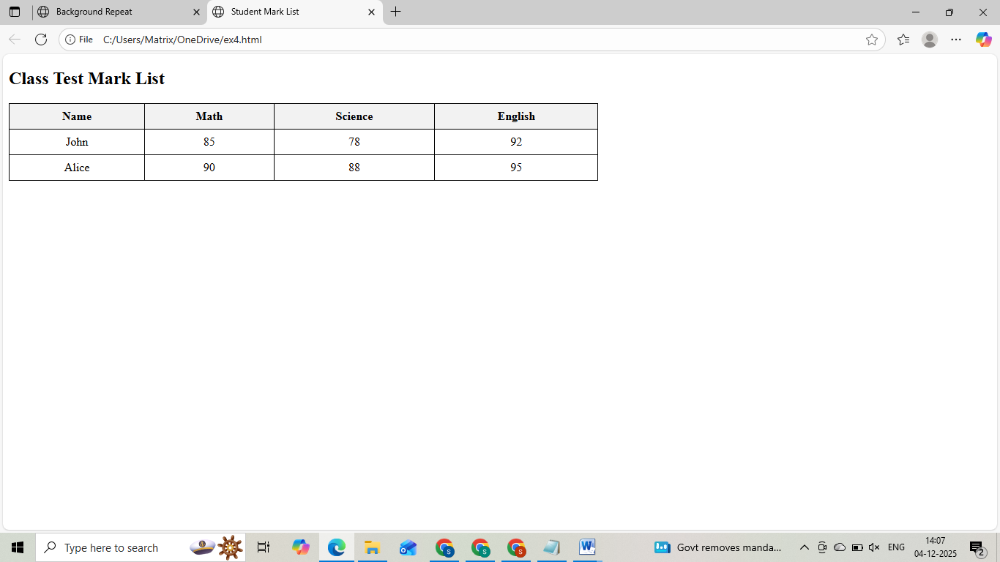 Background Repeat
Student Mark List
File C:/Users/Matrix/OneDrive/ex4.html
Class Test Mark List
Name Math Science English
John 85 78 92
Alice 90 88 95
Type here to search
S
S
S
W
Govt removes manda...
ENG
14:07
04-12-2025
2